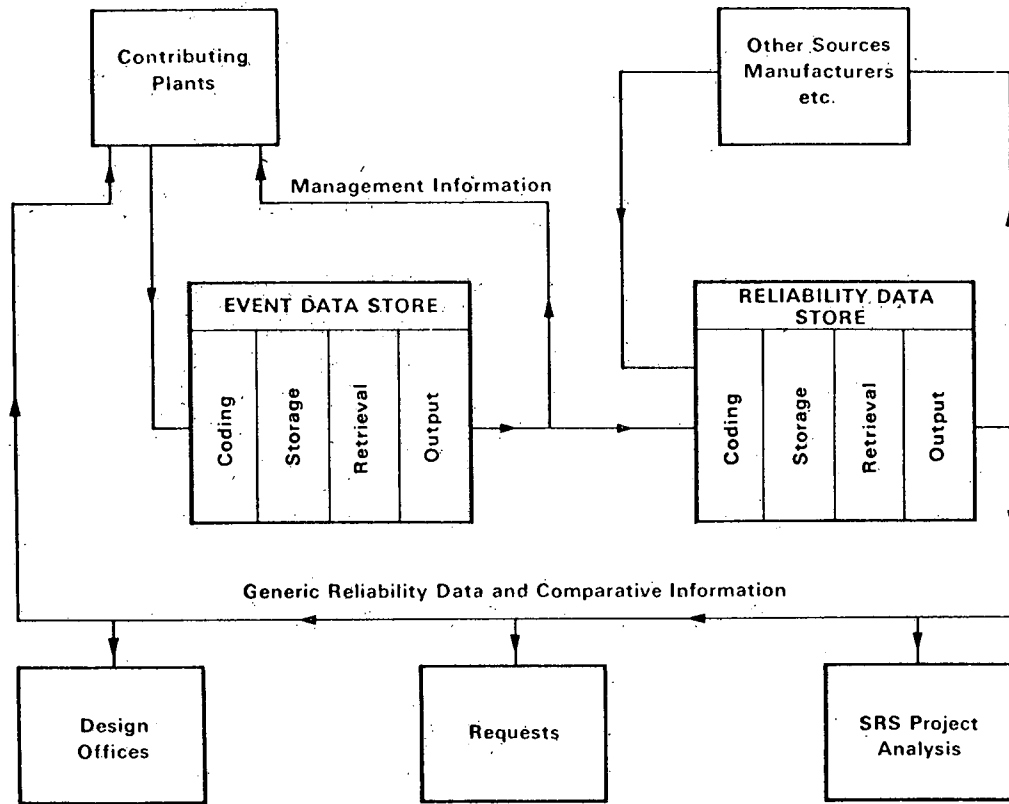 Contributing
Plants
Other Sources
Manufacturers
etc.
Management Information
EVENT DATA STORE
Coding
Storage
Retrieval
Output
RELIABILITY DATA
STORE
Coding
Storage
Retrieval
Output
Generic Reliability Data and Comparative Information
Design
Offices
Requests
SRS Project
Analysis